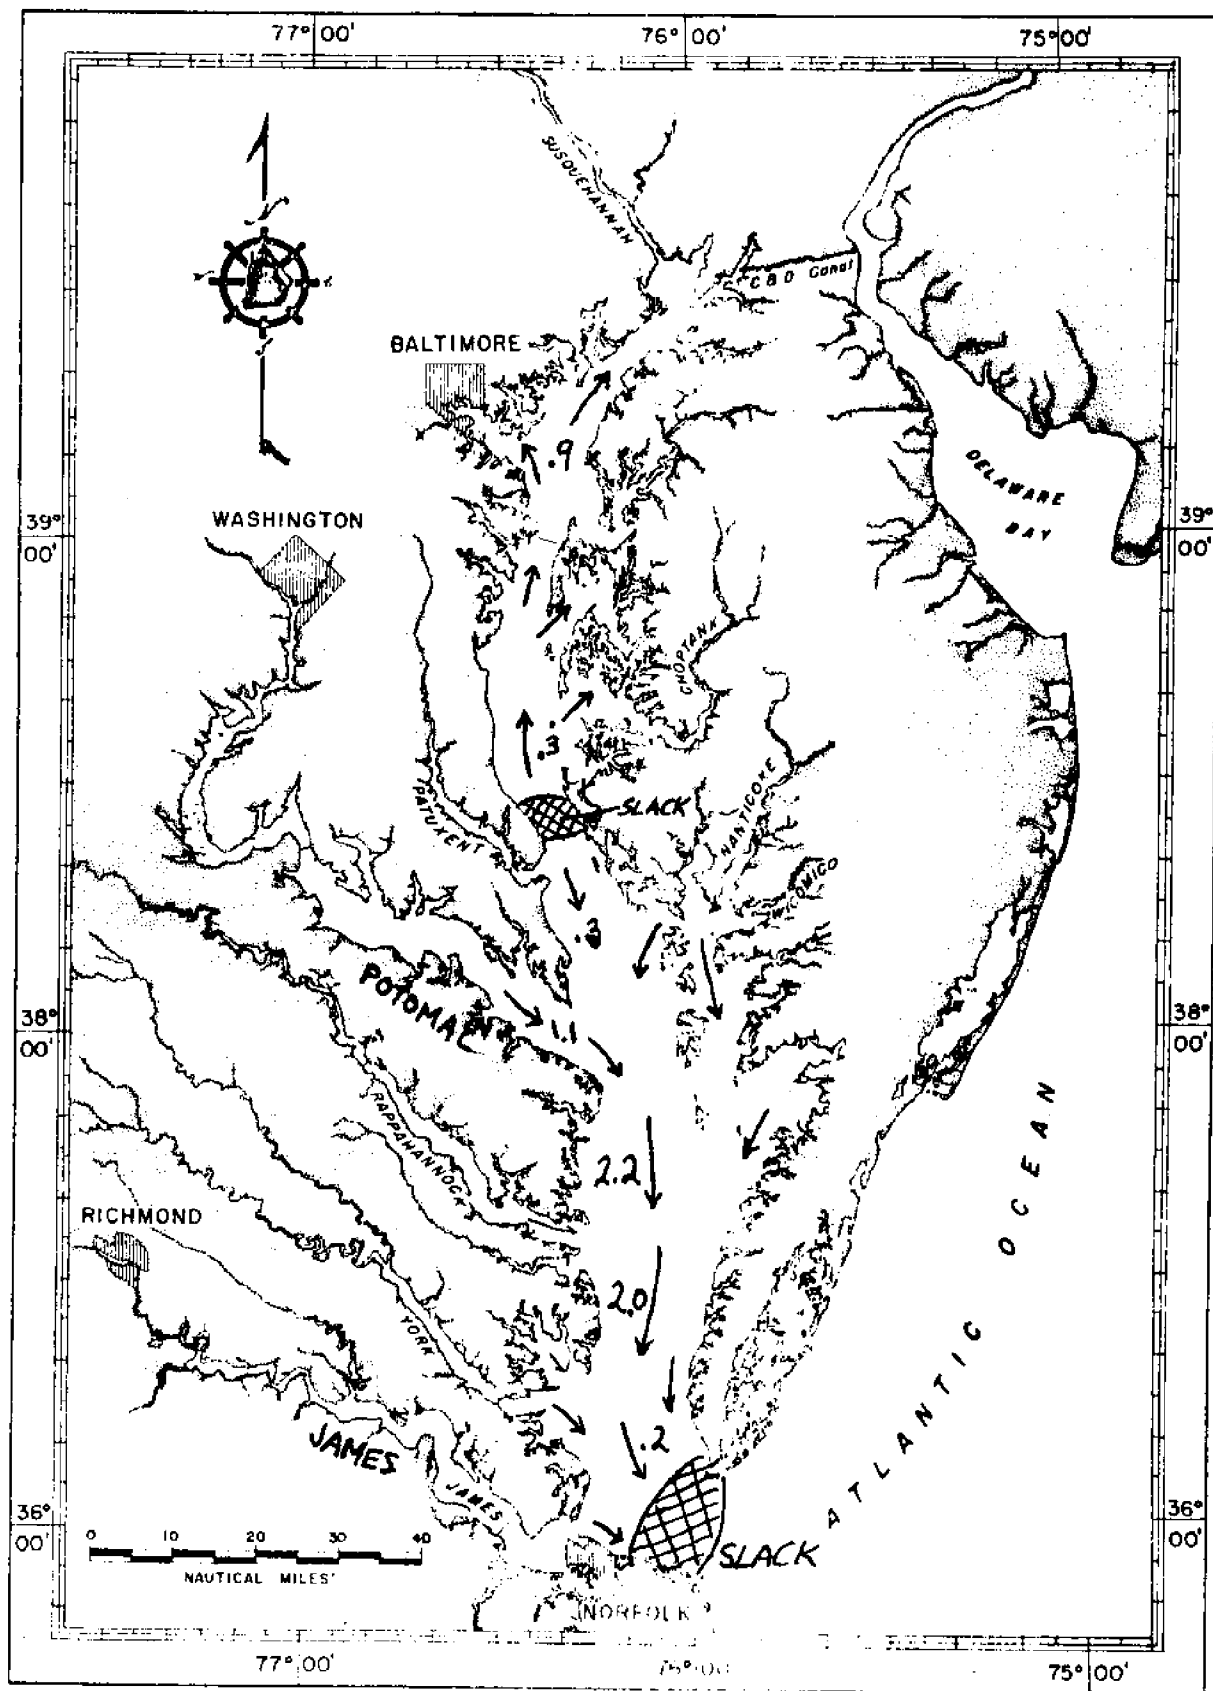 77° 00'
76° 00'
75° 00'
SUSQUEHANNAH
C & D Canal
BALTIMORE
.9
DELAWARE
BAY
39°
00'
WASHINGTON
39°
00'
CHOPTANK
.3
SLACK
PATUXENT R.
NANTICOKE
WICOMICO
.3
POTOMAC
1.1
38°
00'
38°
00'
RAPPAHANNOCK
2.2
RICHMOND
2.0
YORK
ATLANTIC OCEAN
.2
JAMES
JAMES
36°
00'
36°
00'
0 10 20 30 40
NAUTICAL MILES
SLACK
NORFOLK
77° 00'
75° 00'